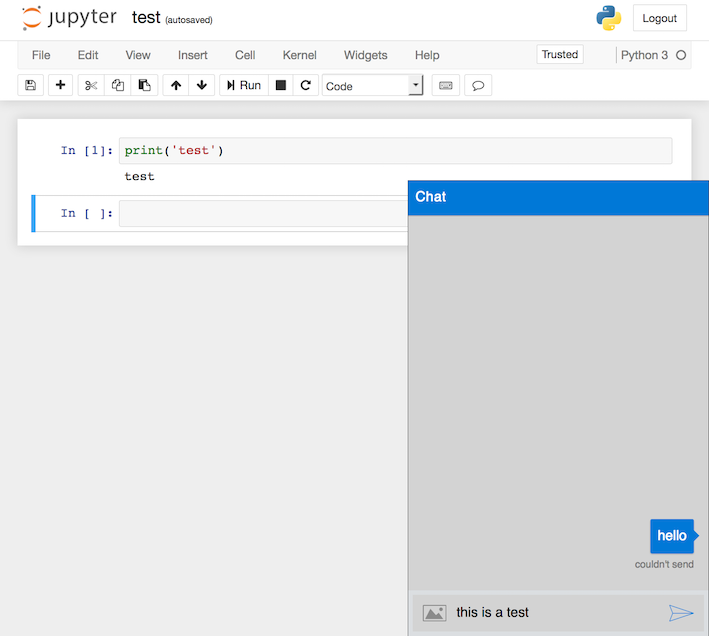 jupyter test (autosaved) Logout
File Edit View Insert Cell Kernel Widgets Help Trusted Python 3
Run Code
In [1]: print('test')
test
In [ ]:
Chat
hello
couldn't send
this is a test